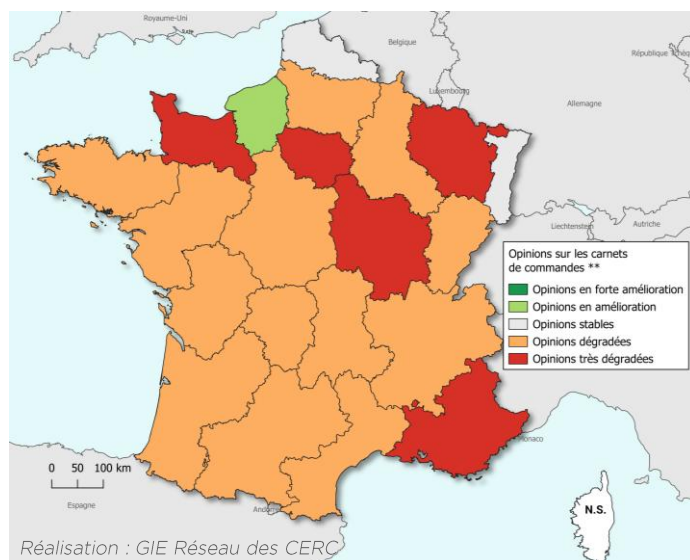 Royaume-Uni
Belgique
République Tchèq
Luxembourg
Allemagne
Liechtenstein
Autriche
Opinions sur les carnets
de commandes **
Opinions en forte amélioration
Opinions en amélioration
Opinions stables
Opinions dégradées
Opinions très dégradées
Monaco
0 50 100 km
N.S.
Espagne
Andorre
Réalisation : GIE Réseau des CERC